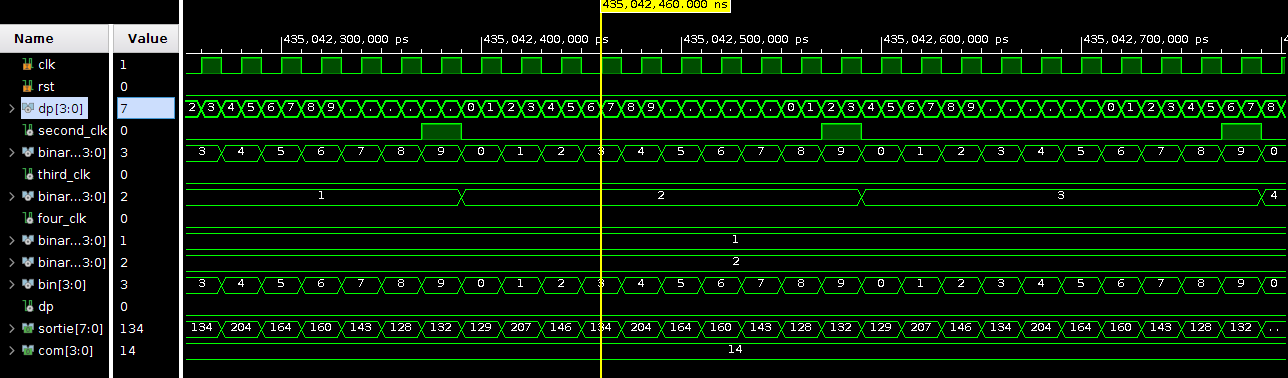 435,042,460.000 ns
Name Value
435,042,300,000 ps 435,042,400,000 ps 435,042,500,000 ps 435,042,600,000 ps 435,042,700,000 ps
clk 1
rst 0
dp[3:0] 7 2 3 4 5 6 7 8 9 . . . . . . 0 1 2 3 4 5 6 7 8 9 . . . . . . 0 1 2 3 4 5 6 7 8 9 . . . . . . 0 1 2 3 4 5 6 7 8
second_clk 0
binar...3:0] 3 3 4 5 6 7 8 9 0 1 2 3 4 5 6 7 8 9 0 1 2 3 4 5 6 7 8 9 0
third_clk 0
binar...3:0] 2 1 2 3 4
four_clk 0
binar...3:0] 1 1
binar...3:0] 2 2
bin[3:0] 3 3 4 5 6 7 8 9 0 1 2 3 4 5 6 7 8 9 0 1 2 3 4 5 6 7 8 9 0
dp 0
sortie[7:0] 134 134 204 164 160 143 128 132 129 207 146 134 204 164 160 143 128 132 129 207 146 134 204 164 160 143 128 132 ..
com[3:0] 14 14